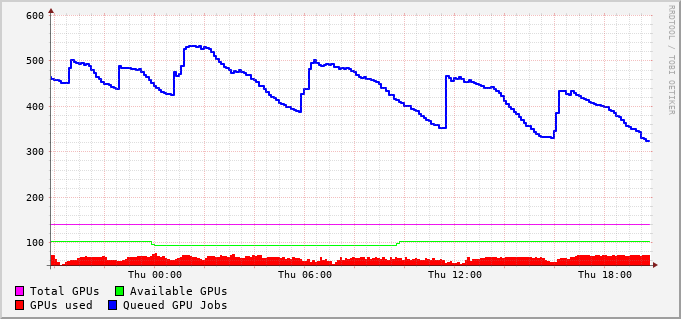 600
500
400
300
200
100
Thu 00:00 Thu 06:00 Thu 12:00 Thu 18:00
Total GPUs Available GPUs
GPUs used Queued GPU Jobs
RRDTOOL / TOBI OETIKER